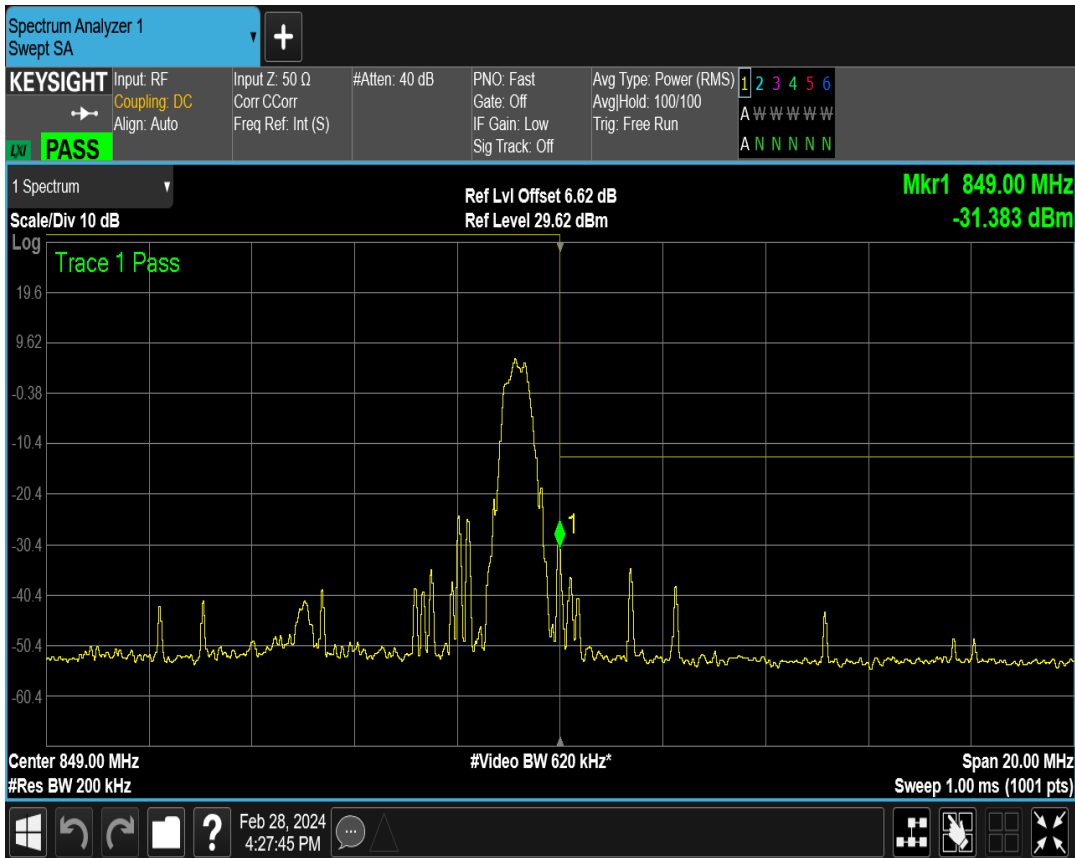 Spectrum Analyzer 1
Swept SA
+
KEYSIGHT
LXI PASS
Input: RF
Coupling: DC
Align: Auto
Input Z: 50 Ω
Corr CCorr
Freq Ref: Int (S)
#Atten: 40 dB
PNO: Fast
Gate: Off
IF Gain: Low
Sig Track: Off
Avg Type: Power (RMS)
Avg|Hold: 100/100
Trig: Free Run
1 2 3 4 5 6
A W W W W W
A N N N N N
1 Spectrum
Scale/Div 10 dB
Ref Lvl Offset 6.62 dB
Ref Level 29.62 dBm
Mkr1 849.00 MHz
-31.383 dBm
Log
Trace 1 Pass
19.6
9.62
-0.38
-10.4
-20.4
1
-30.4
-40.4
-50.4
-60.4
Center 849.00 MHz
#Video BW 620 kHz*
Span 20.00 MHz
#Res BW 200 kHz
Sweep 1.00 ms (1001 pts)
?
Feb 28, 2024
4:27:45 PM